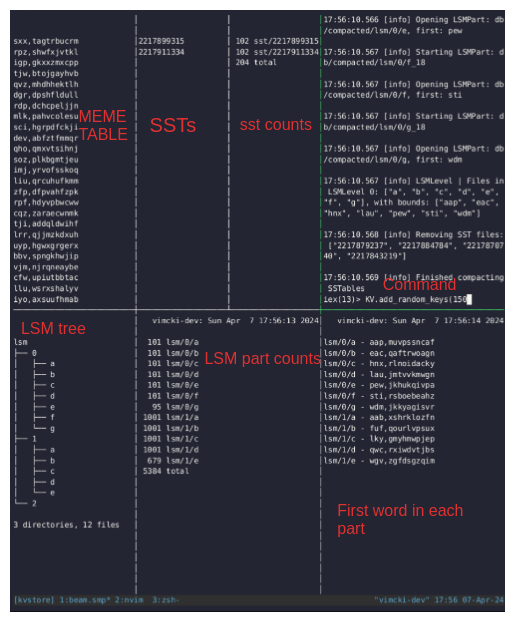 sxx,tagtrbucrm
rpz,shwfxjvtkl
igp,gkxxzmxcpp
tjw,btojgayhvb
qvz,mhdhhektlh
dgr,dpshfldull
rdp,dchcpeljjn
mlk,pahvcolesu
sci,hgrpdfckji
dev,abfztfmmqr
qho,qmxvtsihnj
soz,plkbgmtjeu
imj,yrvofsskoq
liu,qrcuhufkmm
zfp,dfpvahfzpk
rpf,hdyvpbwcww
cqz,zaraecwnmk
tji,addqldwihf
lrr,qjjmzkdxuh
uyp,hgwxgrgerx
bbv,spngkhwjip
vjm,njrqneaybe
cfw,upiutbbtac
llu,wsrxshalyv
iyo,axsuufhmab
MEME
TABLE
2217899315
2217911334
SSTs
102 sst/2217899315
102 sst/2217911334
204 total
sst counts
17:56:10.566 [info] Opening LSMPart: db
/compacted/lsm/0/e, first: pew
17:56:10.567 [info] Starting LSMPart: d
b/compacted/lsm/0/f_18
17:56:10.567 [info] Opening LSMPart: db
/compacted/lsm/0/f, first: sti
17:56:10.567 [info] Starting LSMPart: d
b/compacted/lsm/0/g_18
17:56:10.567 [info] Opening LSMPart: db
/compacted/lsm/0/g, first: wdm
17:56:10.567 [info] LSMLevel | Files in
LSMLevel 0: ["a", "b", "c", "d", "e",
"f", "g"], with bounds: ["aap", "eac",
"hnx", "lau", "pew", "sti", "wdm"]
17:56:10.568 [info] Removing SST files:
["2217879237", "2217884784", "22178707
40", "2217843219"]
17:56:10.569 [info] Finished compacting
SSTables
Command
iex(13)> KV.add_random_keys(150
LSM tree
lsm
├── 0
│   ├── a
│   ├── b
│   ├── c
│   ├── d
│   ├── e
│   ├── f
│   └── g
├── 1
│   ├── a
│   ├── b
│   ├── c
│   ├── d
│   └── e
└── 2
3 directories, 12 files
vimcki-dev: Sun Apr  7 17:56:13 2024
101 lsm/0/a
101 lsm/0/b
101 lsm/0/c
101 lsm/0/d
101 lsm/0/e
101 lsm/0/f
95 lsm/0/g
1001 lsm/1/a
1001 lsm/1/b
1001 lsm/1/c
1001 lsm/1/d
679 lsm/1/e
5384 total
LSM part counts
vimcki-dev: Sun Apr  7 17:56:14 2024
lsm/0/a - aap,muvpssncaf
lsm/0/b - eac,gaftrwoagn
lsm/0/c - hnx,rlnoidacky
lsm/0/d - lau,jmtvvkmwgn
lsm/0/e - pew,jkhukqivpa
lsm/0/f - sti,rsboebeahz
lsm/0/g - wdm,jkkyagisvr
lsm/1/a - aab,xshrklozfn
lsm/1/b - fuf,qourlvpsux
lsm/1/c - lky,gmyhmwpjep
lsm/1/d - qwc,rxiwdvtjbs
lsm/1/e - wgv,zgfdsgzqim
First word in each
part
[kvstore] 1:beam.smp* 2:nvim  3:zsh-
"vimcki-dev" 17:56 07-Apr-24